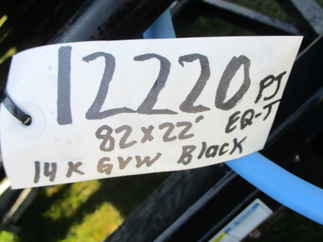 12220 PJ
82x22' EQ-J
14K GVW Black